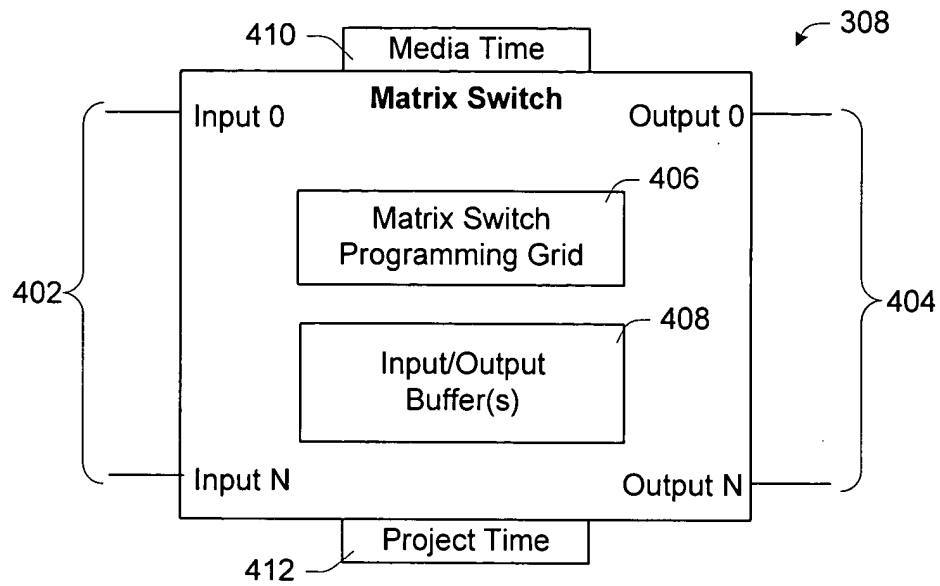 410
Media Time
308
Matrix Switch
Input 0
Output 0
406
Matrix Switch
Programming Grid
402
404
408
Input/Output
Buffer(s)
Input N
Output N
Project Time
412